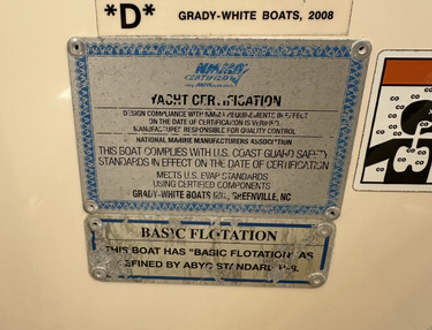 *D* GRADY-WHITE BOATS, 2008
NMMA
CERTIFIED
YACHT CERTIFICATION
DESIGN COMPLIANCE WITH NMMA REQUIREMENTS IN EFFECT
ON THE DATE OF CERTIFICATION IS VERIFIED.
MANUFACTURER RESPONSIBLE FOR QUALITY CONTROL
NATIONAL MARINE MANUFACTURERS ASSOCIATION
THIS BOAT COMPLIES WITH U.S. COAST GUARD SAFETY
STANDARDS IN EFFECT ON THE DATE OF CERTIFICATION
MEETS U.S. EVAP STANDARDS
USING CERTIFIED COMPONENTS
GRADY-WHITE BOATS INC., GREENVILLE, NC
BASIC FLOTATION
THIS BOAT HAS "BASIC FLOTATION" AS
DEFINED BY ABYC STANDARD H-8.